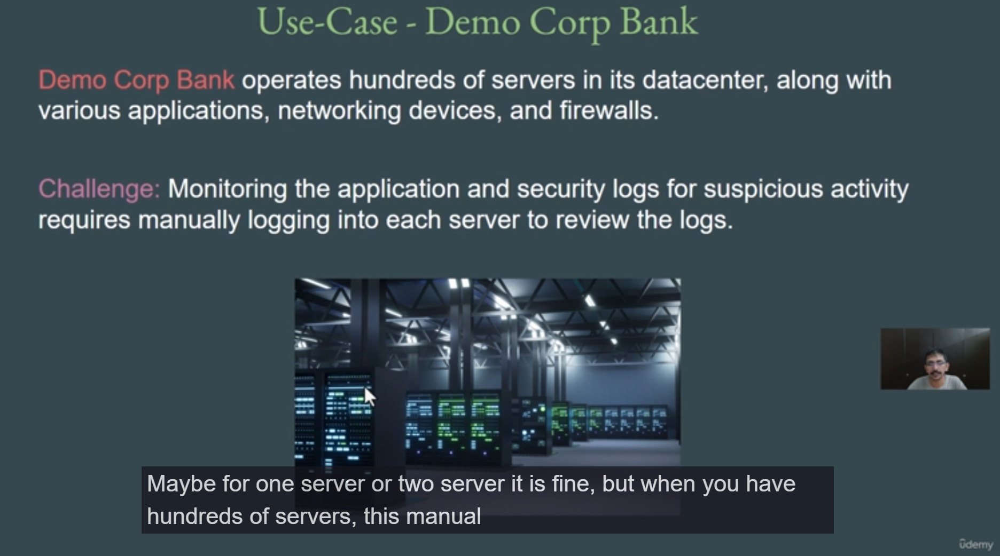 Use-Case - Demo Corp Bank
Demo Corp Bank operates hundreds of servers in its datacenter, along with
various applications, networking devices, and firewalls.
Challenge: Monitoring the application and security logs for suspicious activity
requires manually logging into each server to review the logs.
Maybe for one server or two server it is fine, but when you have
hundreds of servers, this manual
ûdemy